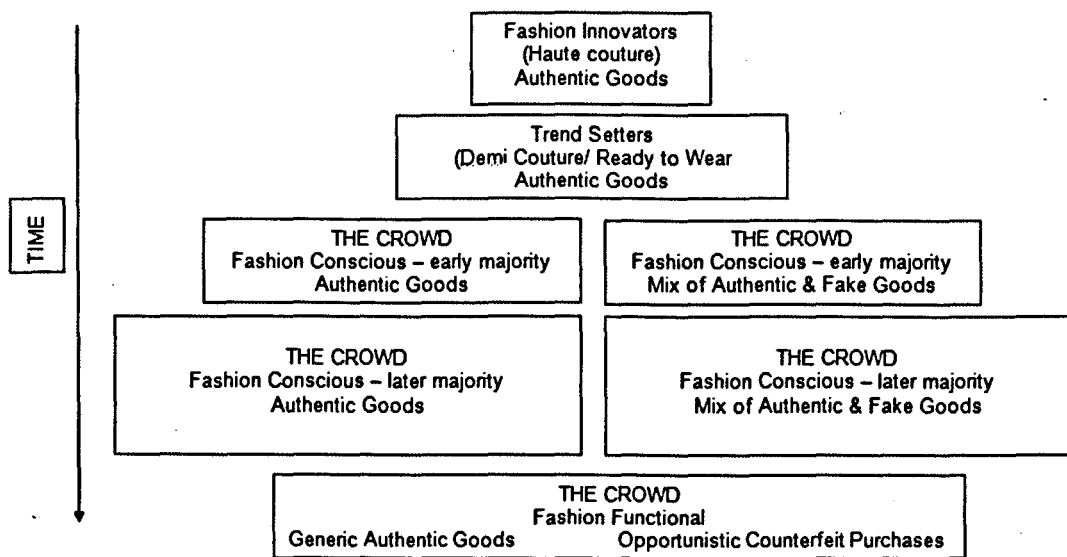 Fashion Innovators
(Haute couture)
Authentic Goods
Trend Setters
(Demi Couture/ Ready to Wear
Authentic Goods
TIME
THE CROWD
Fashion Conscious – early majority
Authentic Goods
THE CROWD
Fashion Conscious – early majority
Mix of Authentic & Fake Goods
THE CROWD
Fashion Conscious – later majority
Authentic Goods
THE CROWD
Fashion Conscious – later majority
Mix of Authentic & Fake Goods
THE CROWD
Fashion Functional
Generic Authentic Goods
Opportunistic Counterfeit Purchases